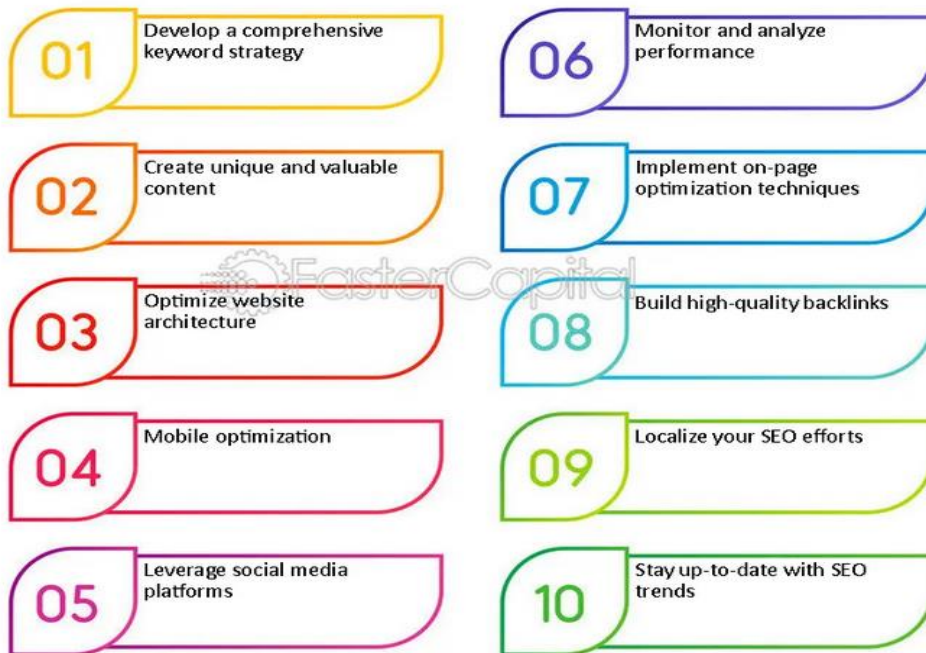 01
Develop a comprehensive
keyword strategy
02
Create unique and valuable
content
03
Optimize website
architecture
04
Mobile optimization
05
Leverage social media
platforms
06
Monitor and analyze
performance
07
Implement on-page
optimization techniques
FasterCapital
08
Build high-quality backlinks
09
Localize your SEO efforts
10
Stay up-to-date with SEO
trends